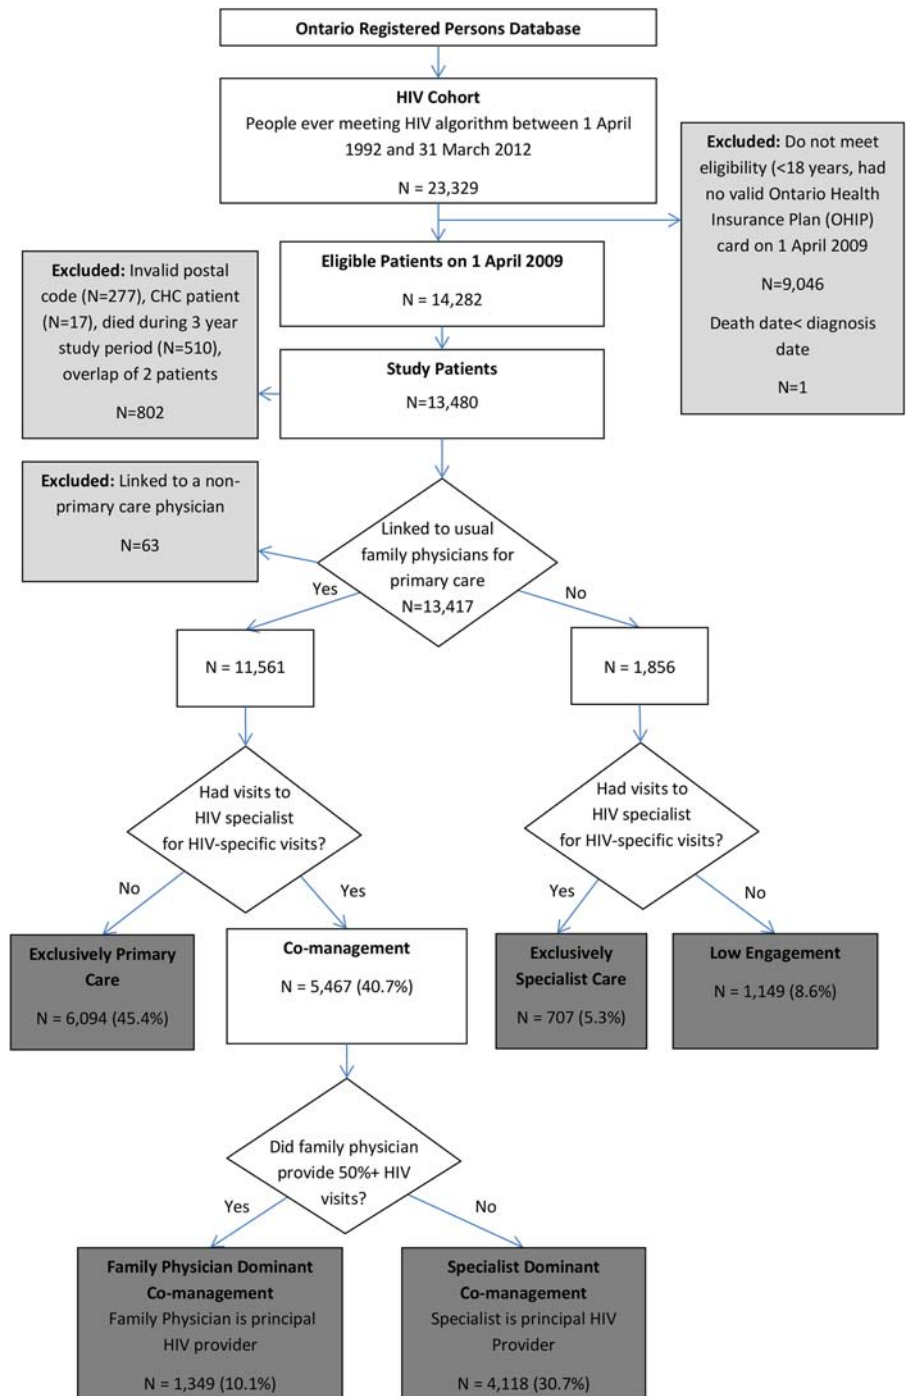 Ontario Registered Persons Database
HIV Cohort
People ever meeting HIV algorithm between 1 April
1992 and 31 March 2012
N = 23,329
Excluded: Do not meet
eligibility (<18 years, had
no valid Ontario Health
Insurance Plan (OHIP)
card on 1 April 2009
N=9,046
Death date< diagnosis
date
N=1
Eligible Patients on 1 April 2009
N = 14,282
Excluded: Invalid postal
code (N=277), CHC patient
(N=17), died during 3 year
study period (N=510),
overlap of 2 patients
N=802
Study Patients
N=13,480
Excluded: Linked to a non-
primary care physician
N=63
Linked to usual
family physicians for
primary care
N=13,417
Yes
No
N = 11,561
N = 1,856
Had visits to
HIV specialist
for HIV-specific visits?
Had visits to
HIV specialist
for HIV-specific visits?
No
Yes
Yes
No
Exclusively Primary
Care
N = 6,094 (45.4%)
Co-management
N = 5,467 (40.7%)
Exclusively
Specialist Care
N = 707 (5.3%)
Low Engagement
N = 1,149 (8.6%)
Did family physician
provide 50%+ HIV
visits?
Yes
No
Family Physician Dominant
Co-management
Family Physician is principal
HIV provider
N = 1,349 (10.1%)
Specialist Dominant
Co-management
Specialist is principal HIV
Provider
N = 4,118 (30.7%)